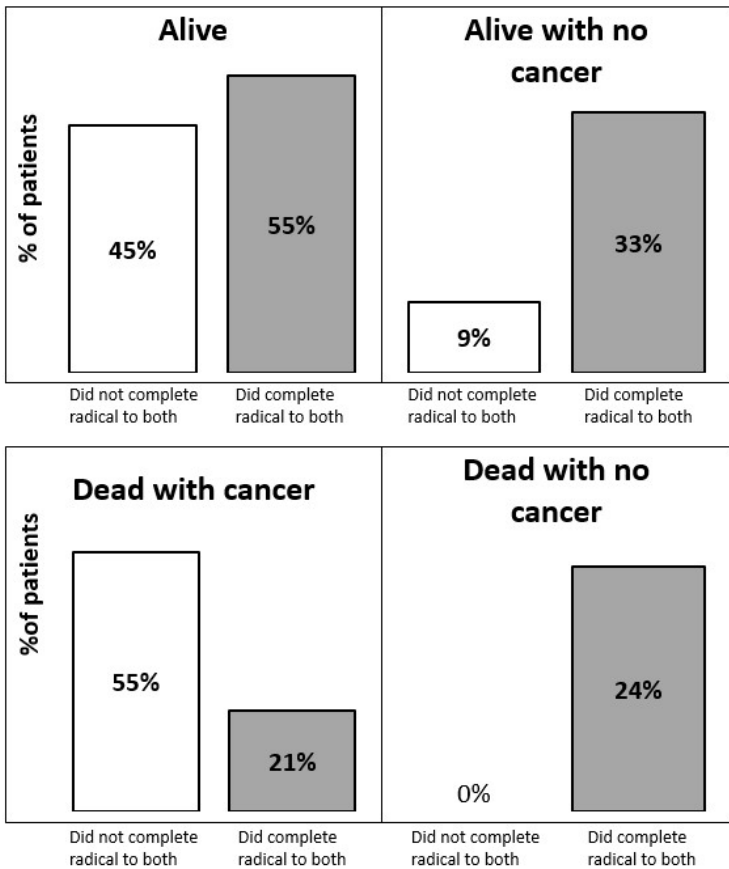 Alive
Alive with no
cancer
% of patients
45%
55%
9%
33%
Did not complete
radical to both
Did complete
radical to both
Did not complete
radical to both
Did complete
radical to both
Dead with cancer
Dead with no
cancer
%of patients
55%
21%
0%
24%
Did not complete
radical to both
Did complete
radical to both
Did not complete
radical to both
Did complete
radical to both